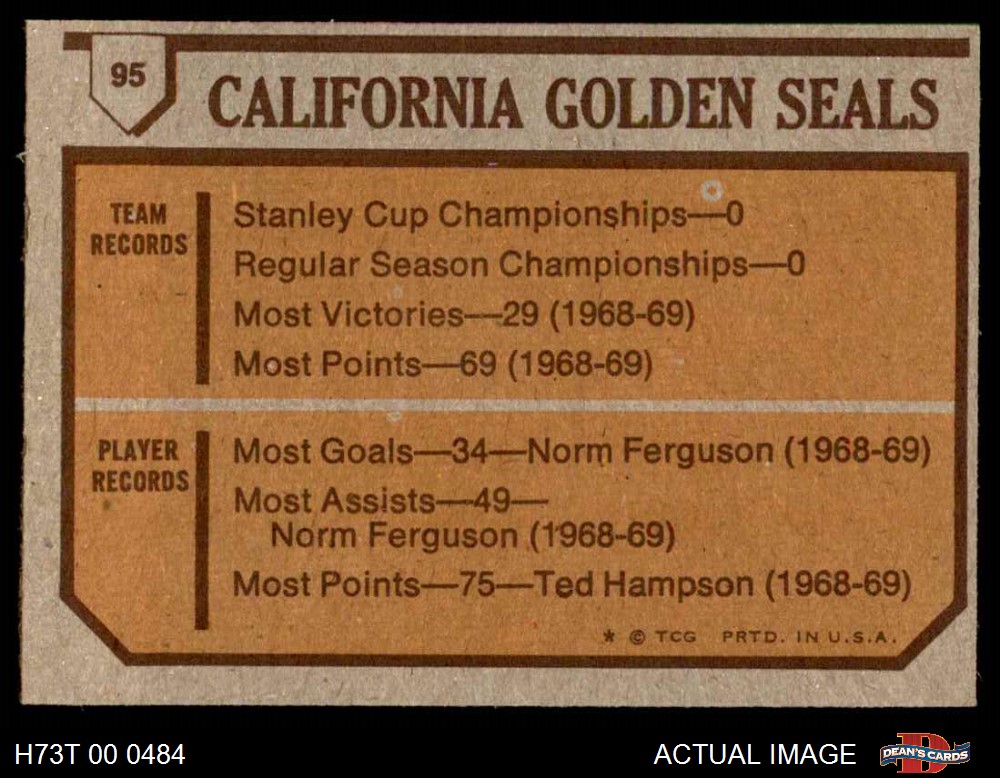 95
CALIFORNIA GOLDEN SEALS
TEAM
RECORDS
Stanley Cup Championships—0
Regular Season Championships—0
Most Victories—29 (1968-69)
Most Points—69 (1968-69)
PLAYER
RECORDS
Most Goals—34—Norm Ferguson (1968-69)
Most Assists—49—
Norm Ferguson (1968-69)
Most Points—75—Ted Hampson (1968-69)
* © TCG PRTD. IN U.S.A.
H73T 00 0484
ACTUAL IMAGE
D
DEAN'S CARDS